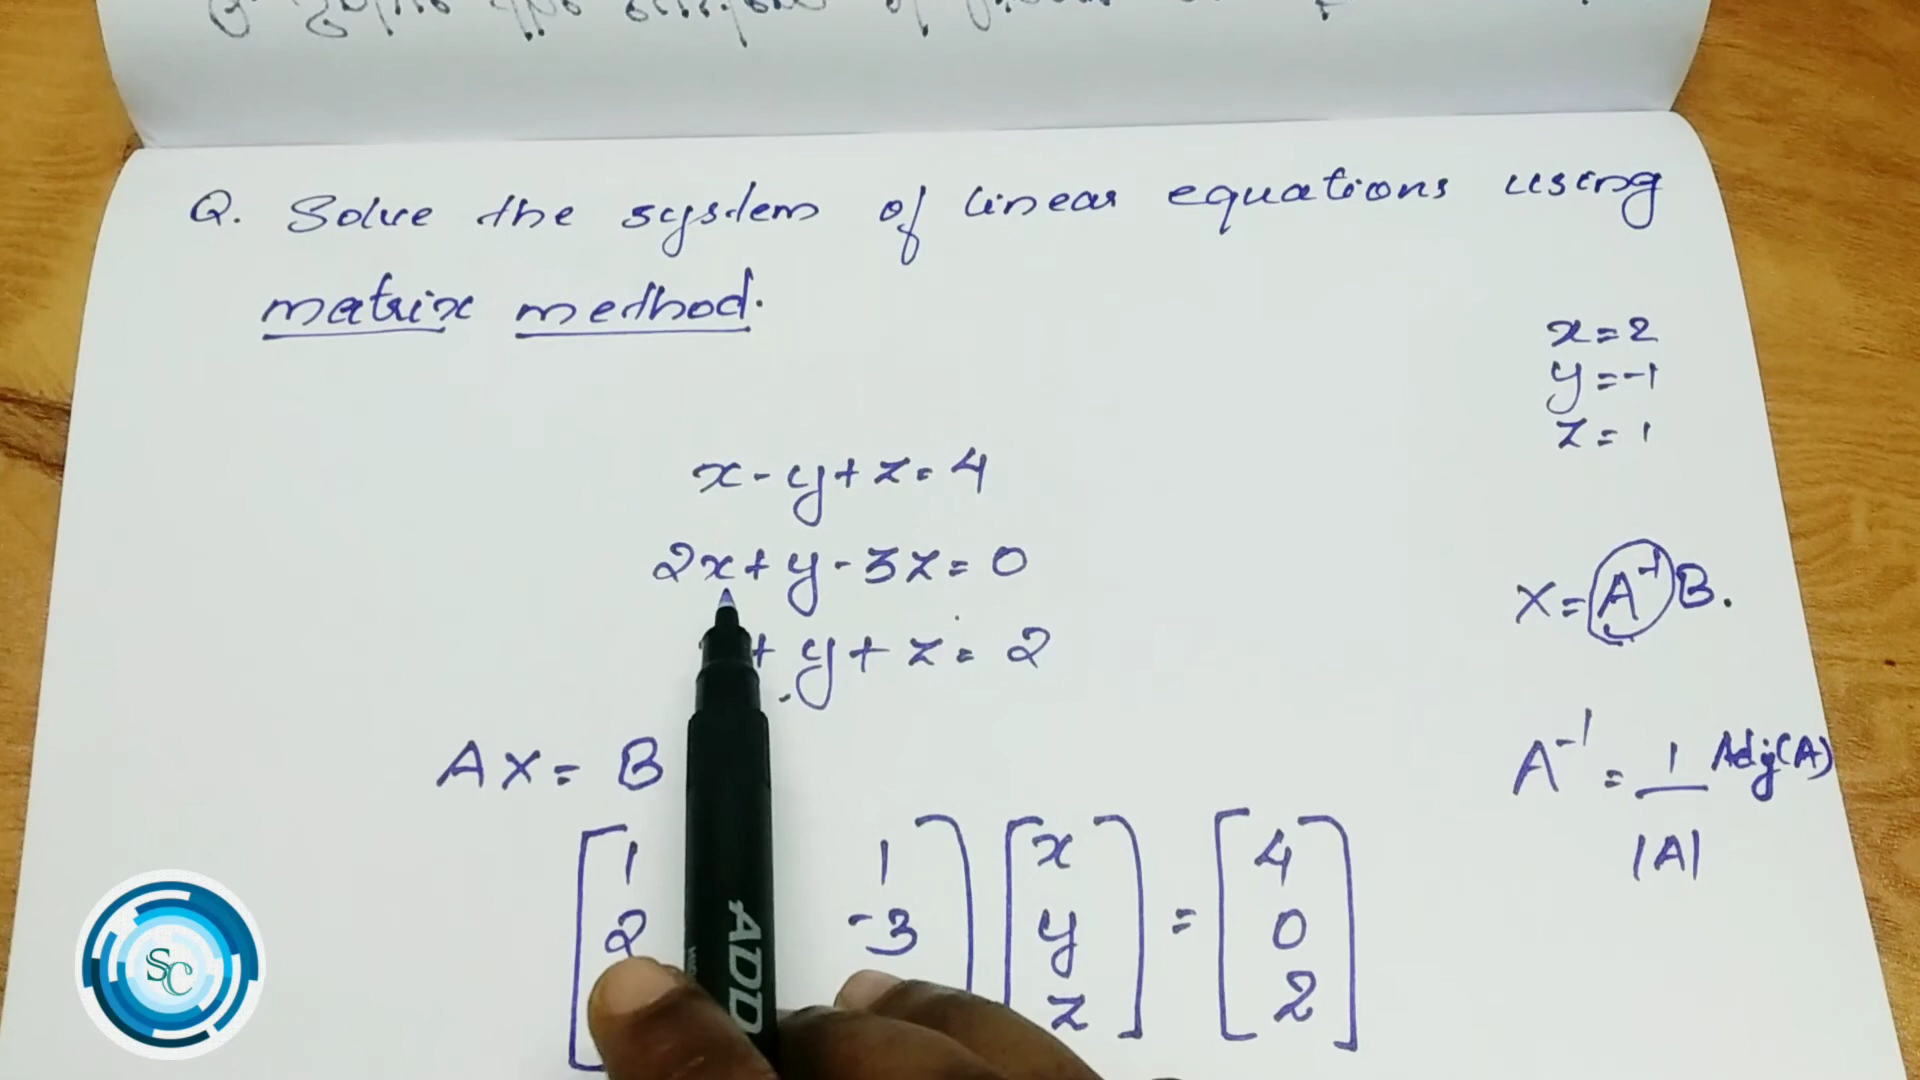 Q. Solve the system of linear equations using
matrix method.
x=2
y=-1
z=1
x-y+z=4
2x+y-3z=0
+y+z=2
X=A⁻¹B.
AX=B
A⁻¹=1/|A| Adj(A)
1 1 x 4
2 -3 y = 0
z 2
ADD
SC